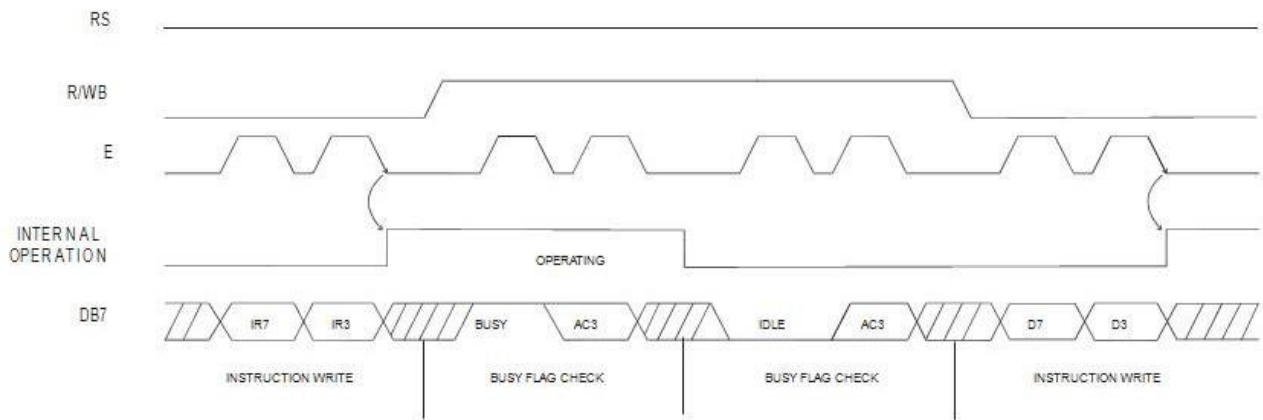 RS
R/WB
E
INTERNAL
OPERATION
OPERATING
DB7
IR7 IR3 BUSY AC3 IDLE AC3 D7 D3
INSTRUCTION WRITE BUSY FLAG CHECK BUSY FLAG CHECK INSTRUCTION WRITE